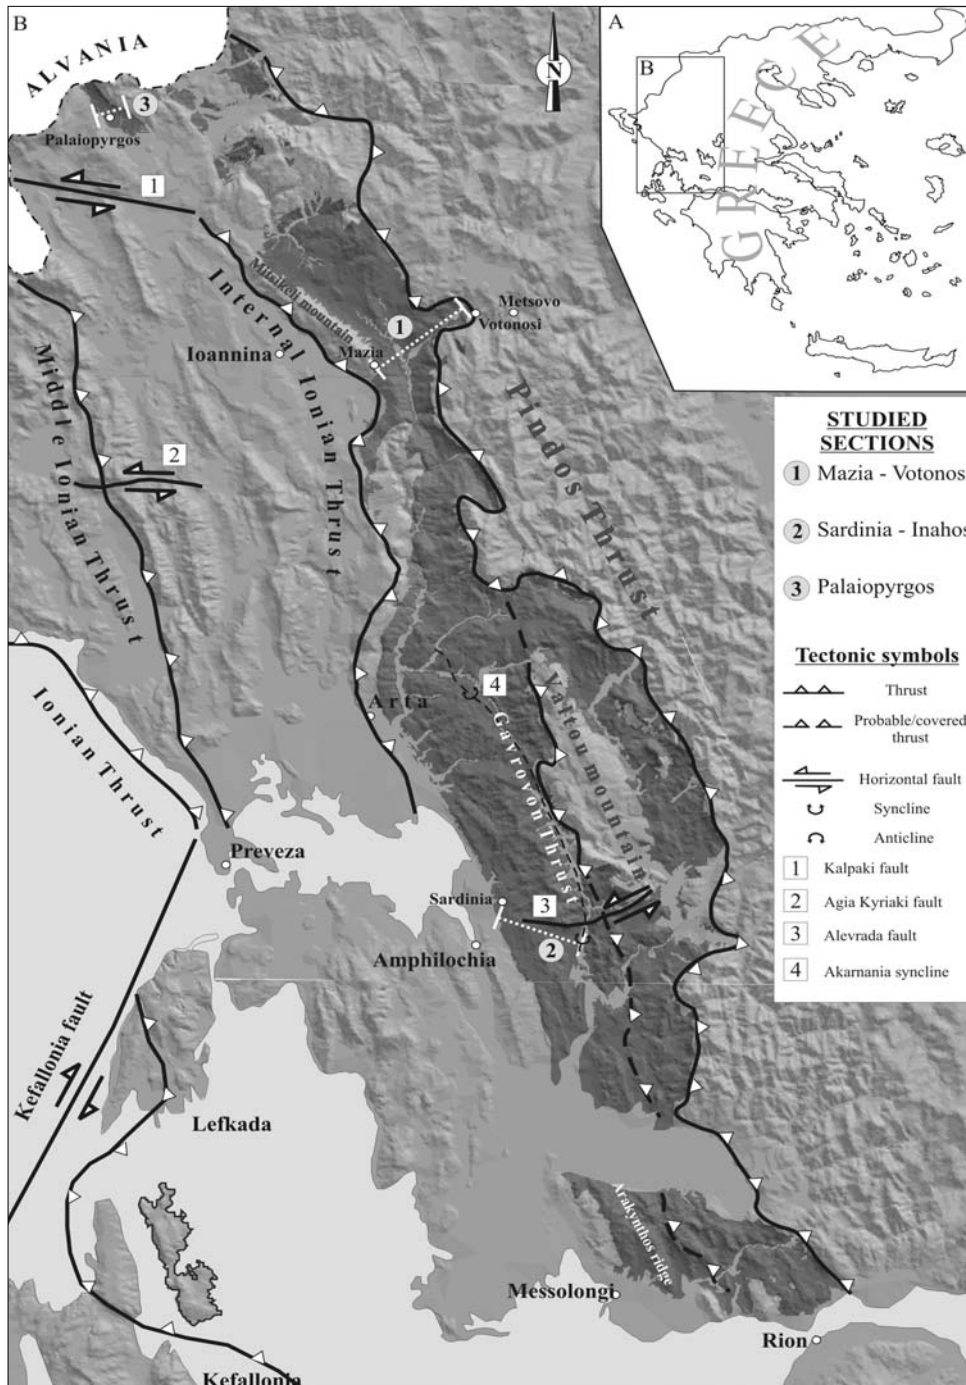 B
ALVANIA
N
A
B
GREECE
3
Palaiopyrgos
1
Mitsikeli mountain
Internal Ionian Thrust
Metsovo
Votonosi
1
Mazia
Ioannina
Middle Ionian Thrust
2
Pindos Thrust
Ionian Thrust
Arta
4
Gavrovon Thrust
Valtou mountain
Preveza
Sardinia
3
2
Amphilochia
Kefallonia fault
Lefkada
Arakynthos ridge
Messolongi
Rion
Kefallonia
STUDIED
SECTIONS
1 Mazia - Votonos
2 Sardinia - Inahos
3 Palaiopyrgos
Tectonic symbols
Thrust
Probable/covered
thrust
Horizontal fault
Syncline
Anticline
1 Kalpaki fault
2 Agia Kyriaki fault
3 Alevrada fault
4 Akarnania syncline